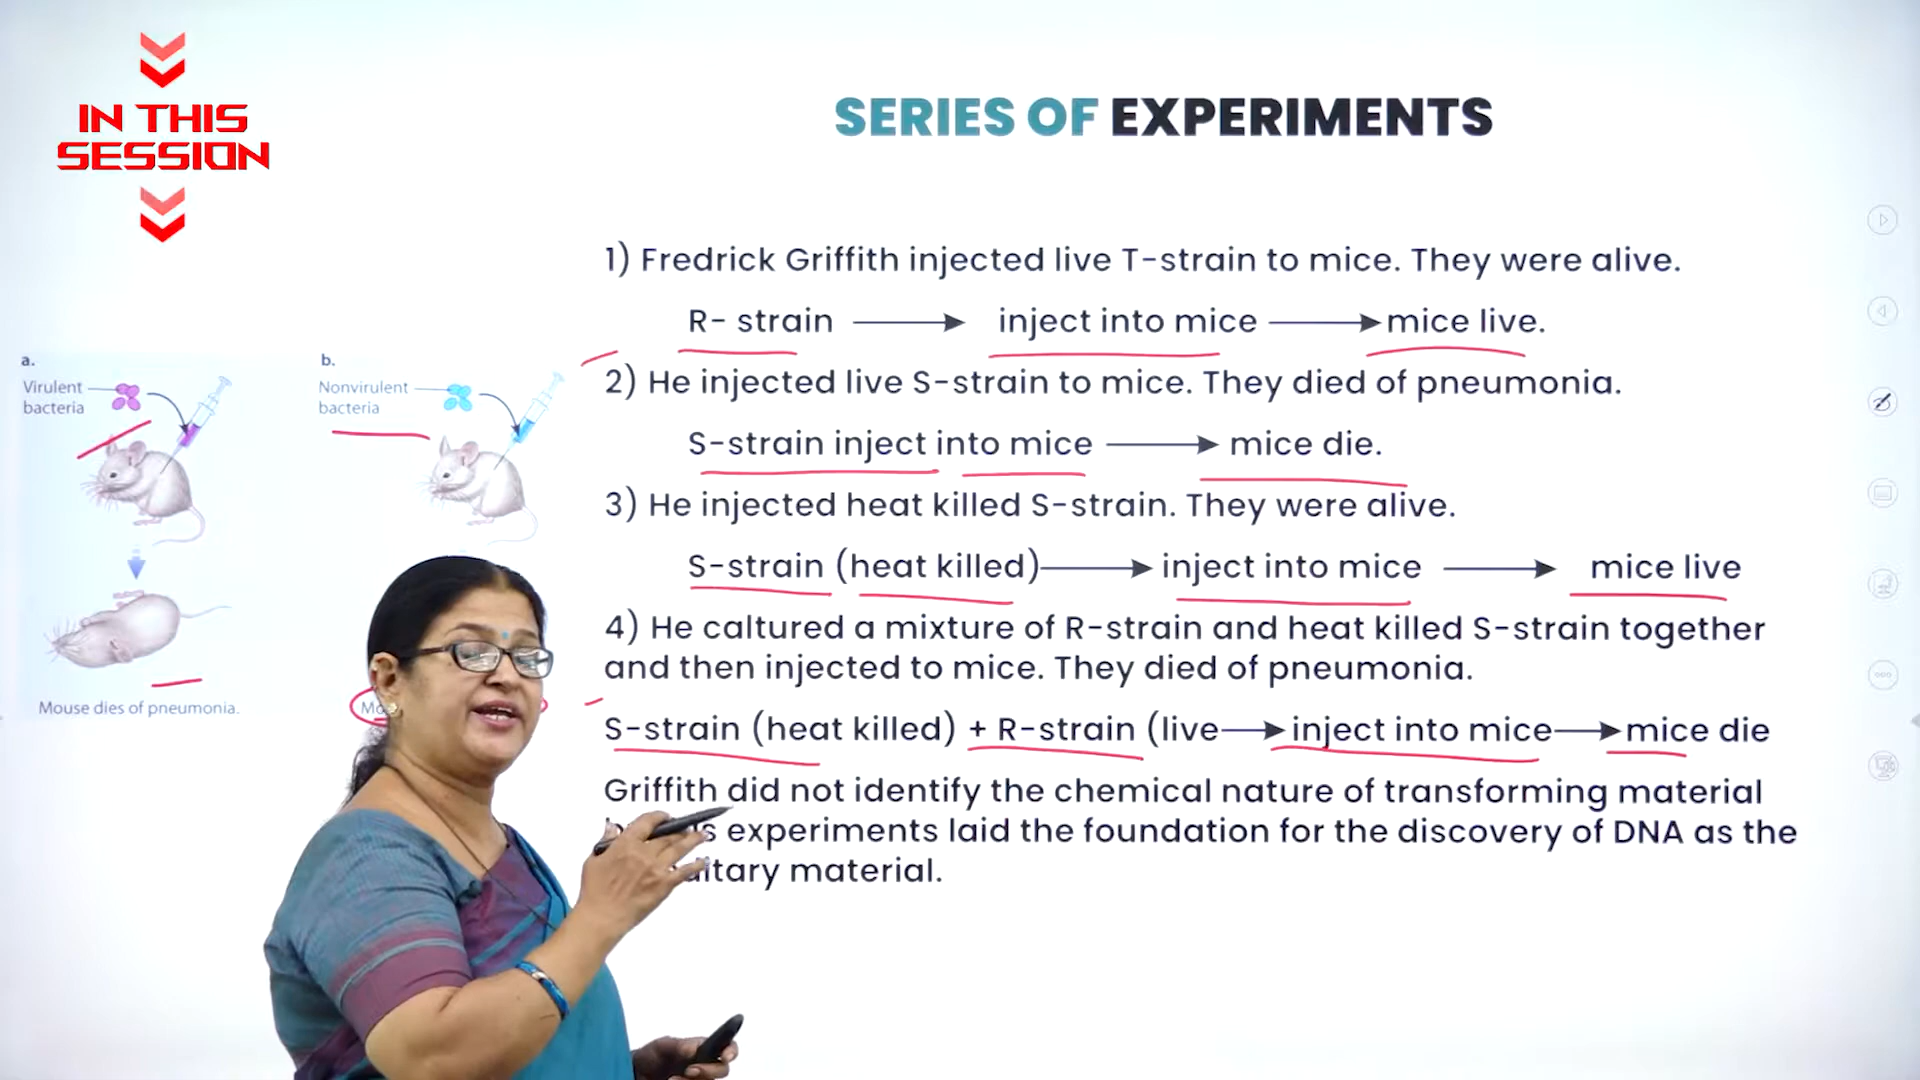 IN THIS
SESSION
SERIES OF EXPERIMENTS
1) Fredrick Griffith injected live T-strain to mice. They were alive.
R- strain inject into mice mice live.
2) He injected live S-strain to mice. They died of pneumonia.
S-strain inject into mice mice die.
3) He injected heat killed S-strain. They were alive.
S-strain (heat killed) inject into mice mice live
4) He caltured a mixture of R-strain and heat killed S-strain together
and then injected to mice. They died of pneumonia.
S-strain (heat killed) + R-strain (live inject into mice mice die
Griffith did not identify the chemical nature of transforming material
experiments laid the foundation for the discovery of DNA as the
material.
a.
Virulent
bacteria
Mouse dies of pneumonia.
b.
Nonvirulent
bacteria